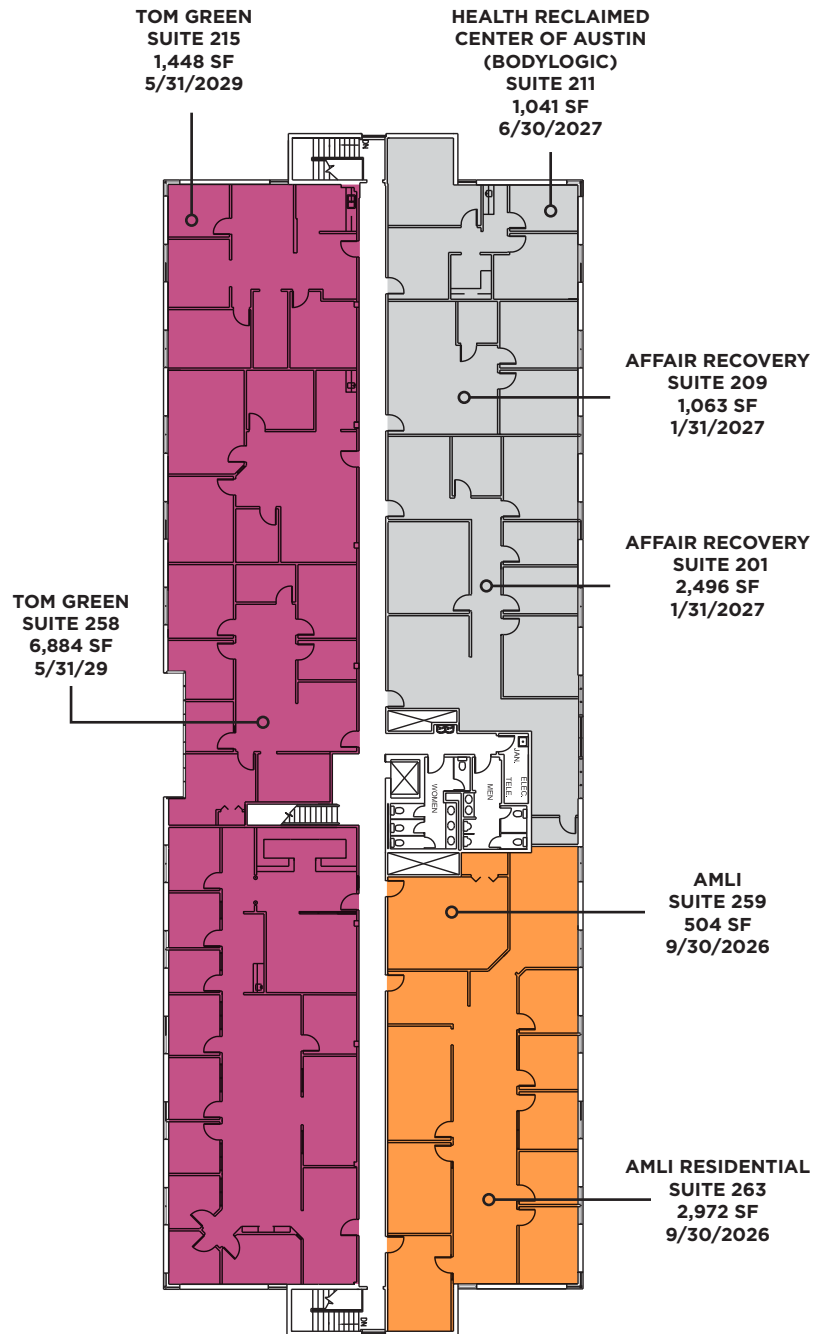 TOM GREEN
SUITE 215
1,448 SF
5/31/2029
HEALTH RECLAIMED
CENTER OF AUSTIN
(BODYLOGIC)
SUITE 211
1,041 SF
6/30/2027
DN
AFFAIR RECOVERY
SUITE 209
1,063 SF
1/31/2027
AFFAIR RECOVERY
SUITE 201
2,496 SF
1/31/2027
TOM GREEN
SUITE 258
6,884 SF
5/31/29
JAN.
ELEC.
TELE.
WOMEN
MEN
AMLI
SUITE 259
504 SF
9/30/2026
AMLI RESIDENTIAL
SUITE 263
2,972 SF
9/30/2026
DN